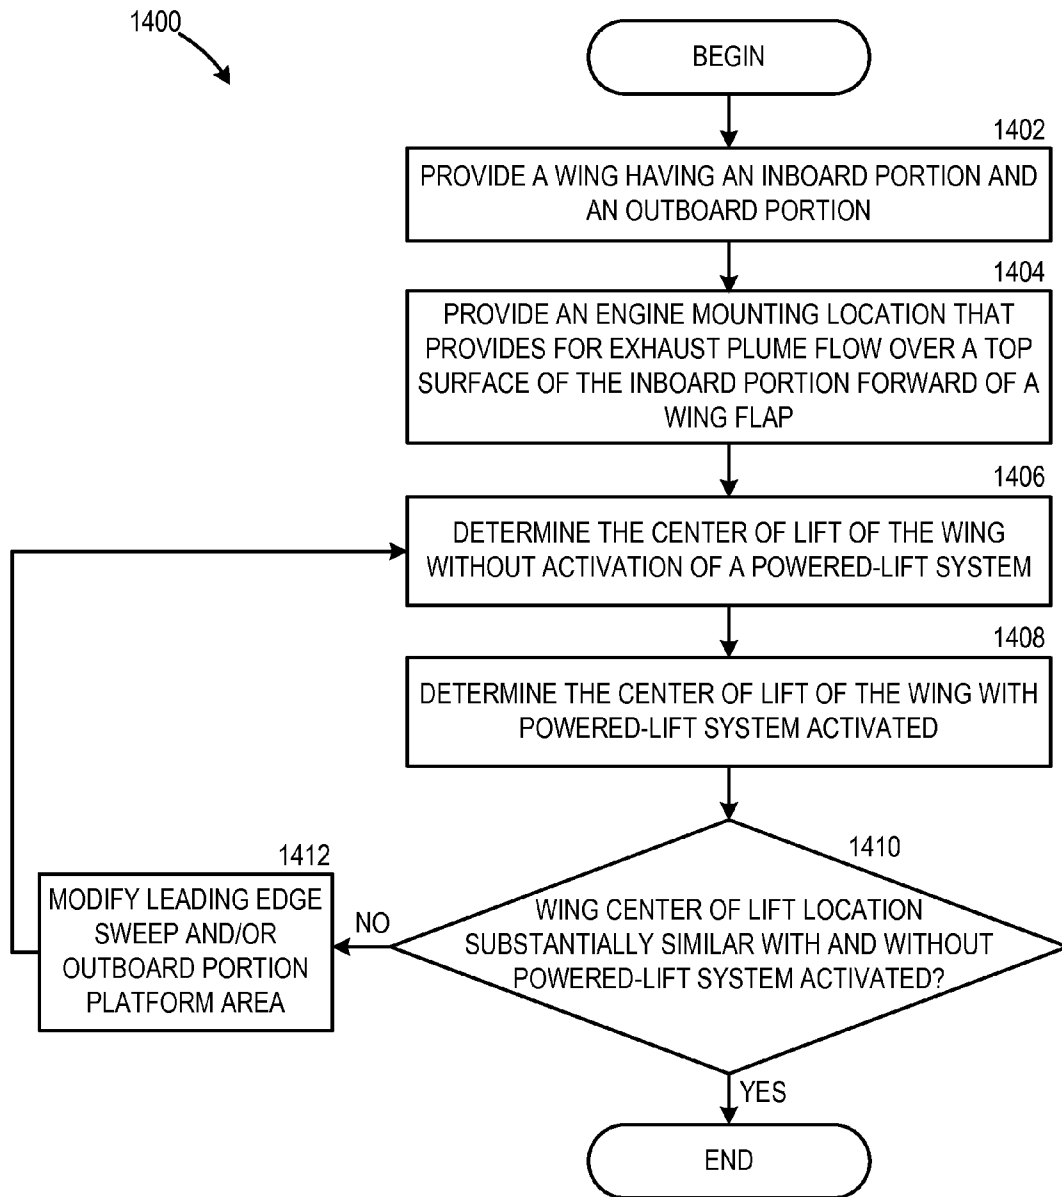 1400
BEGIN
1402
PROVIDE A WING HAVING AN INBOARD PORTION AND
AN OUTBOARD PORTION
1404
PROVIDE AN ENGINE MOUNTING LOCATION THAT
PROVIDES FOR EXHAUST PLUME FLOW OVER A TOP
SURFACE OF THE INBOARD PORTION FORWARD OF A
WING FLAP
1406
DETERMINE THE CENTER OF LIFT OF THE WING
WITHOUT ACTIVATION OF A POWERED-LIFT SYSTEM
1408
DETERMINE THE CENTER OF LIFT OF THE WING WITH
POWERED-LIFT SYSTEM ACTIVATED
1410
WING CENTER OF LIFT LOCATION
SUBSTANTIALLY SIMILAR WITH AND WITHOUT
POWERED-LIFT SYSTEM ACTIVATED?
NO
1412
MODIFY LEADING EDGE
SWEEP AND/OR
OUTBOARD PORTION
PLATFORM AREA
YES
END